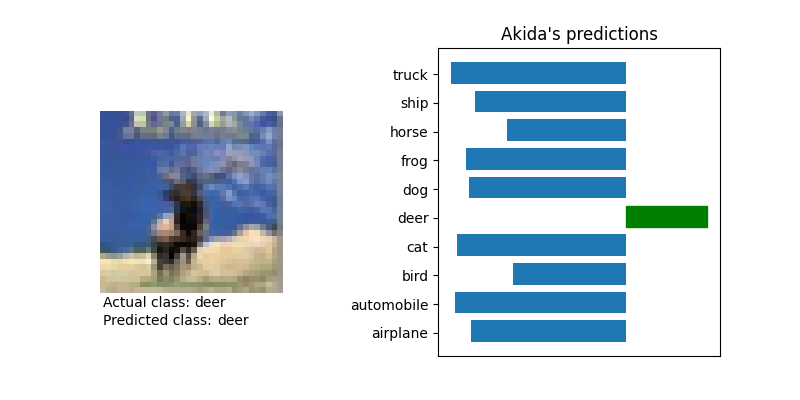 Akida's predictions
truck
ship
horse
frog
dog
deer
cat
bird
automobile
airplane
Actual class: deer
Predicted class: deer